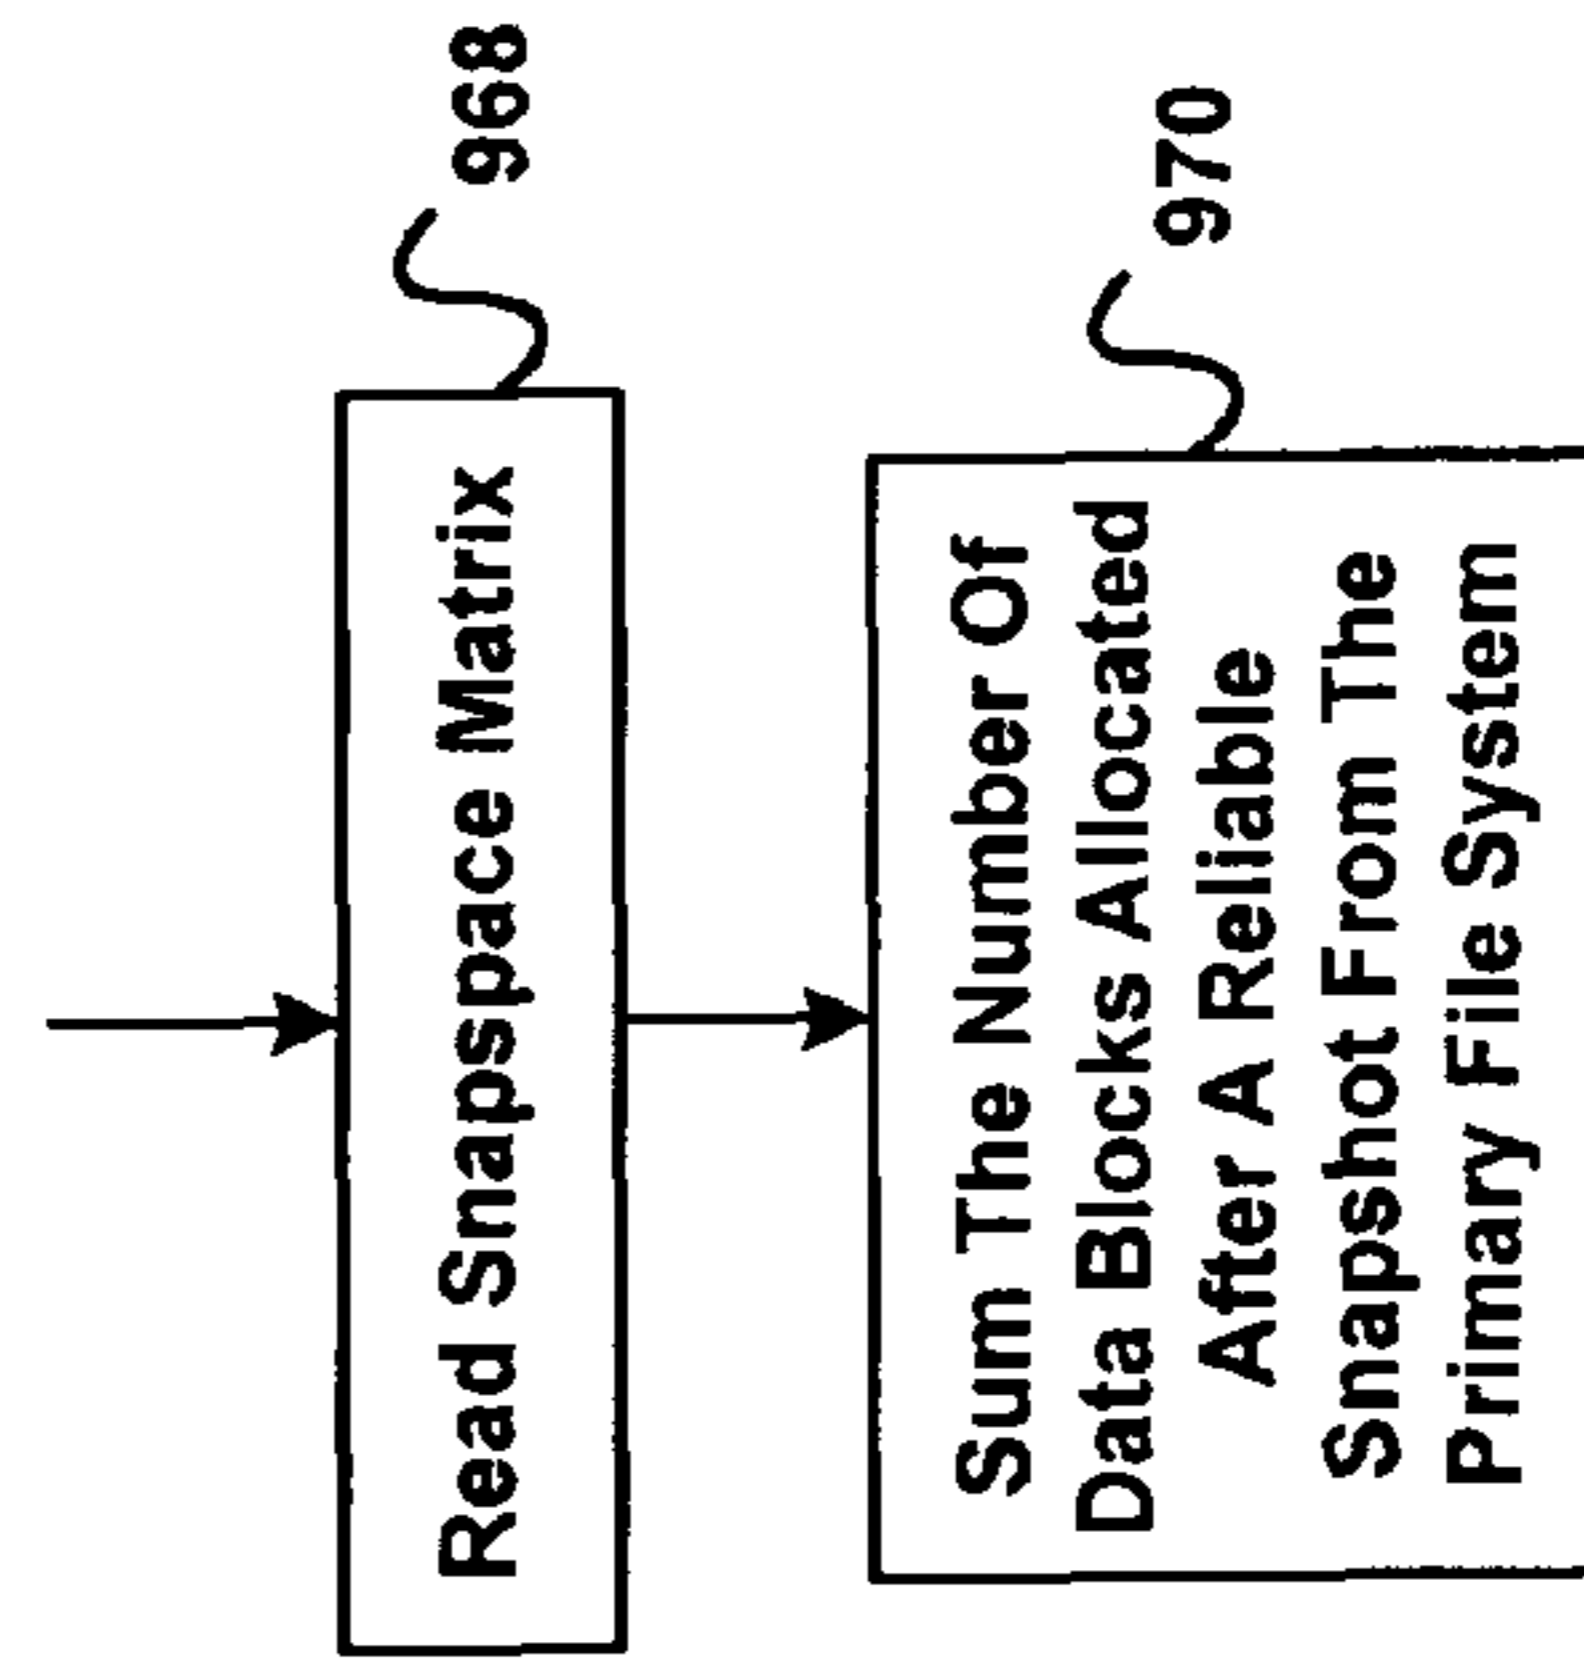 Read Snapspace Matrix
968
Sum The Number Of
Data Blocks Allocated
After A Reliable
Snapshot From The
Primary File System
970